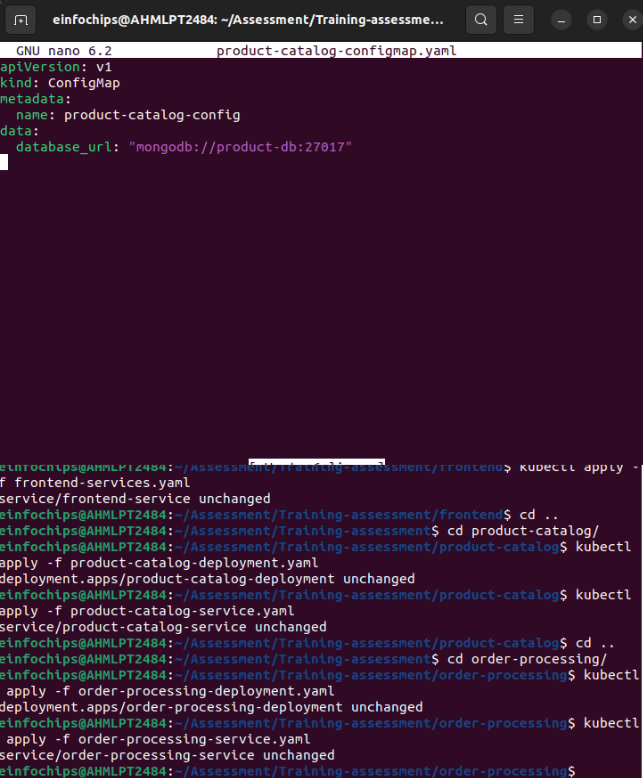 einfochips@AHMLPT2484: ~/Assessment/Training-assessme...
GNU nano 6.2 product-catalog-configmap.yaml
apiVersion: v1
kind: ConfigMap
metadata:
  name: product-catalog-config
data:
  database_url: "mongodb://product-db:27017"
einfochips@AHMLPT2484:~/Assessment/Training-assessment/frontend$ kubectl apply -
f frontend-services.yaml
service/frontend-service unchanged
einfochips@AHMLPT2484:~/Assessment/Training-assessment/frontend$ cd ..
einfochips@AHMLPT2484:~/Assessment/Training-assessment$ cd product-catalog/
einfochips@AHMLPT2484:~/Assessment/Training-assessment/product-catalog$ kubectl
apply -f product-catalog-deployment.yaml
deployment.apps/product-catalog-deployment unchanged
einfochips@AHMLPT2484:~/Assessment/Training-assessment/product-catalog$ kubectl
apply -f product-catalog-service.yaml
service/product-catalog-service unchanged
einfochips@AHMLPT2484:~/Assessment/Training-assessment/product-catalog$ cd ..
einfochips@AHMLPT2484:~/Assessment/Training-assessment$ cd order-processing/
einfochips@AHMLPT2484:~/Assessment/Training-assessment/order-processing$ kubectl
 apply -f order-processing-deployment.yaml
deployment.apps/order-processing-deployment unchanged
einfochips@AHMLPT2484:~/Assessment/Training-assessment/order-processing$ kubectl
 apply -f order-processing-service.yaml
service/order-processing-service unchanged
einfochips@AHMLPT2484:~/Assessment/Training-assessment/order-processing$